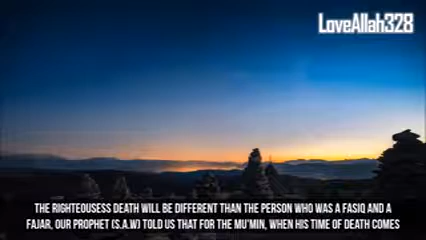 LoveAllah328
THE RIGHTEOUSESS DEATH WILL BE DIFFERENT THAN THE PERSON WHO WAS A FASIQ AND A
FAJAR, OUR PROPHET (S.A.W) TOLD US THAT FOR THE MU'MIN, WHEN HIS TIME OF DEATH COMES